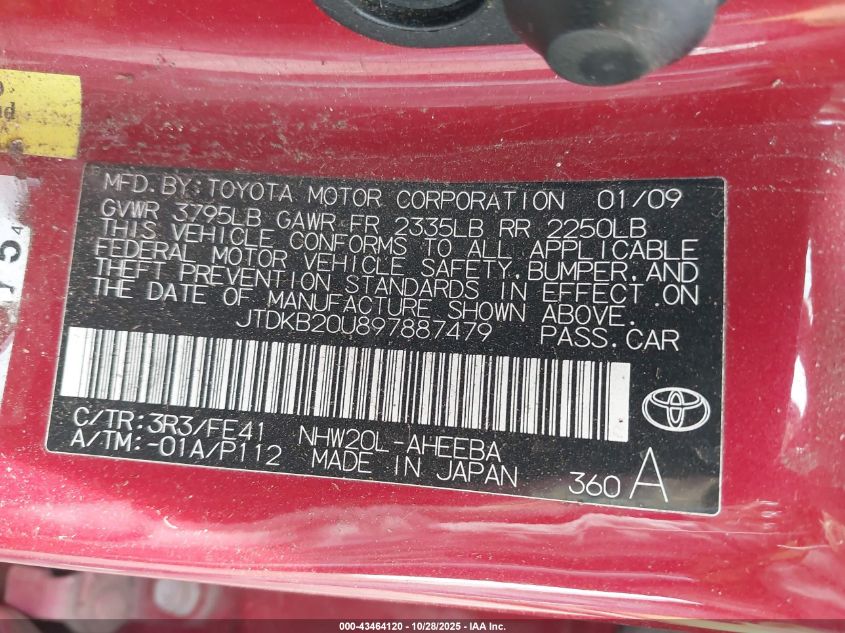 MFD. BY: TOYOTA MOTOR CORPORATION 01/09
GVWR 3795LB GAWR FR 2335LB RR 2250LB
THIS VEHICLE CONFORMS TO ALL APPLICABLE
FEDERAL MOTOR VEHICLE SAFETY, BUMPER, AND
THEFT PREVENTION STANDARDS IN EFFECT ON
THE DATE OF MANUFACTURE SHOWN ABOVE.
JTDKB20U897887479 PASS. CAR
C/TR: 3R3/FE41 NHW20L-AHEEBA
A/TM: -01A/P112 MADE IN JAPAN 360 A
000-43464120 - 10/28/2025 - IAA Inc.